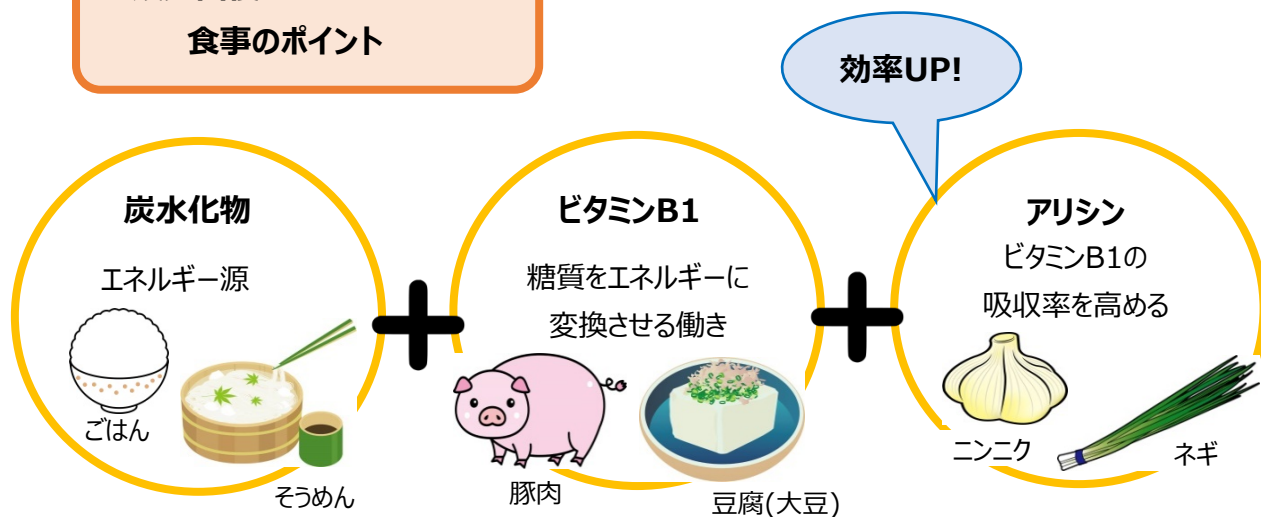 食事のポイント
効率UP!
炭水化物
エネルギー源
ごはん
そうめん
ビタミンB1
糖質をエネルギーに
変換させる働き
豚肉
豆腐(大豆)
アリシン
ビタミンB1の
吸収率を高める
ニンニク
ネギ